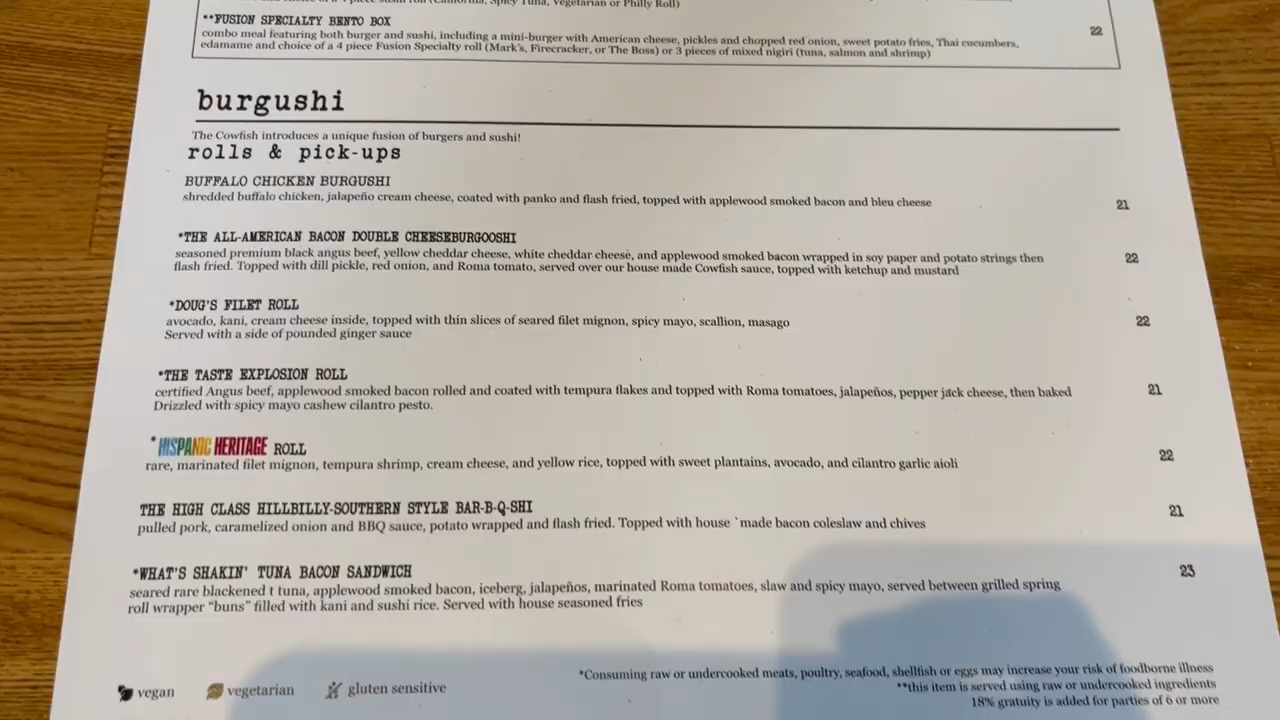 Vegetarian or Philly Roll)
**FUSION SPECIALTY BENTO BOX
combo meal featuring both burger and sushi, including a mini-burger with American cheese, pickles and chopped red onion, sweet potato fries, Thai cucumbers, 22
edamame and choice of a 4 piece Fusion Specialty roll (Mark's, Firecracker, or The Boss) or 3 pieces of mixed nigiri (tuna, salmon and shrimp)
burgushi
The Cowfish introduces a unique fusion of burgers and sushi!
rolls & pick-ups
BUFFALO CHICKEN BURGUSHI
shredded buffalo chicken, jalapeño cream cheese, coated with panko and flash fried, topped with applewood smoked bacon and bleu cheese 21
*THE ALL-AMERICAN BACON DOUBLE CHEESEBURGOOSHI
seasoned premium black angus beef, yellow cheddar cheese, white cheddar cheese, and applewood smoked bacon wrapped in soy paper and potato strings then 22
flash fried. Topped with dill pickle, red onion, and Roma tomato, served over our house made Cowfish sauce, topped with ketchup and mustard
*DOUG'S FILET ROLL
avocado, kani, cream cheese inside, topped with thin slices of seared filet mignon, spicy mayo, scallion, masago 22
Served with a side of pounded ginger sauce
*THE TASTE EXPLOSION ROLL
certified Angus beef, applewood smoked bacon rolled and coated with tempura flakes and topped with Roma tomatoes, jalapeños, pepper jack cheese, then baked 21
Drizzled with spicy mayo cashew cilantro pesto.
*HISPANIC HERITAGE ROLL
rare, marinated filet mignon, tempura shrimp, cream cheese, and yellow rice, topped with sweet plantains, avocado, and cilantro garlic aioli 22
THE HIGH CLASS HILLBILLY-SOUTHERN STYLE BAR-B-Q-SHI 21
pulled pork, caramelized onion and BBQ sauce, potato wrapped and flash fried. Topped with house `made bacon coleslaw and chives
*WHAT'S SHAKIN' TUNA BACON SANDWICH 23
seared rare blackened t tuna, applewood smoked bacon, iceberg, jalapeños, marinated Roma tomatoes, slaw and spicy mayo, served between grilled spring
roll wrapper "buns" filled with kani and sushi rice. Served with house seasoned fries
vegan vegetarian gluten sensitive
*Consuming raw or undercooked meats, poultry, seafood, shellfish or eggs may increase your risk of foodborne illness
**this item is served using raw or undercooked ingredients
18% gratuity is added for parties of 6 or more